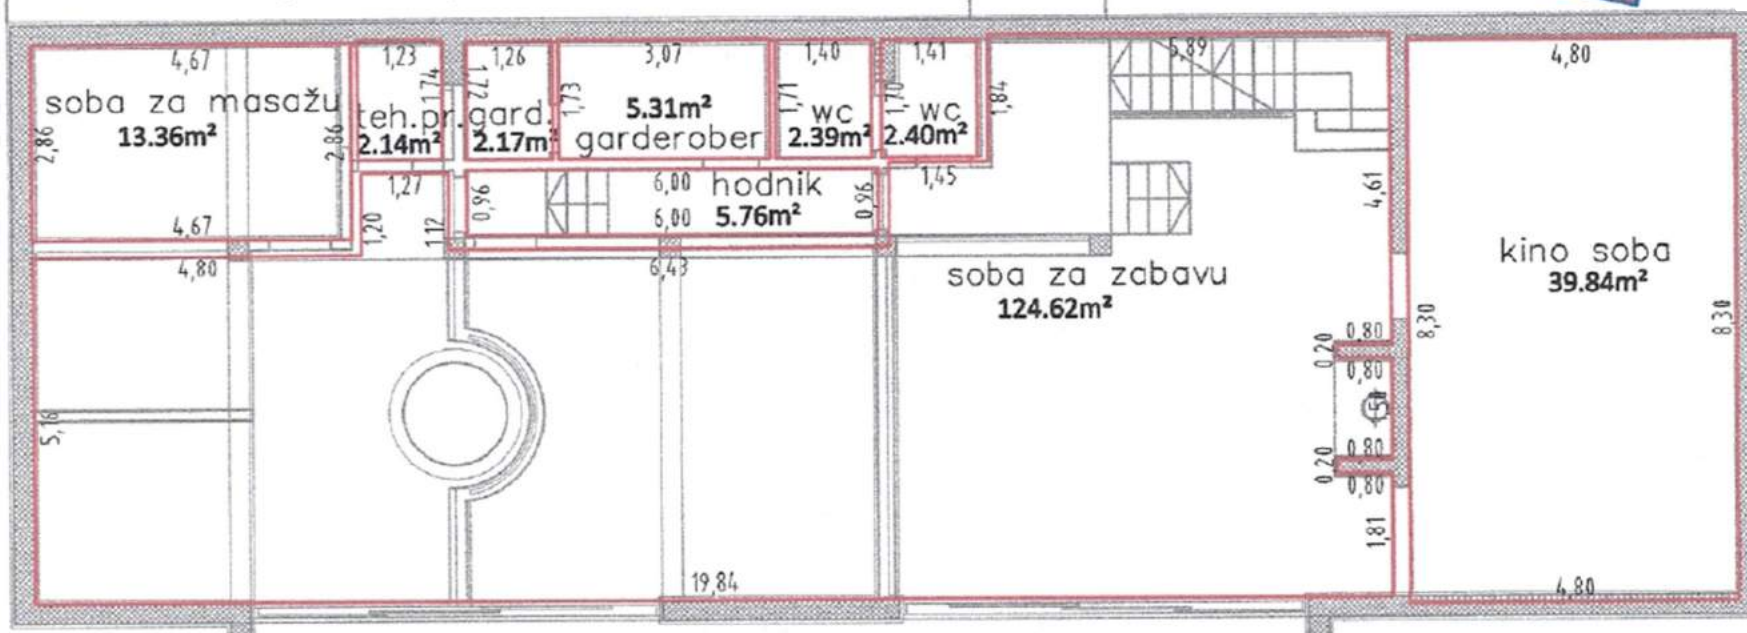 4,67
1,23
1,26
3,07
1,40
1,41
5,89
4,80
soba za masažu
13.36m²
2,86
2,86
teh.pr.
2.14m²
1,74
1,72
gard.
2.17m²
1,73
5.31m²
garderober
1,71
wc
2.39m²
1,70
wc
2.40m²
1,84
4,67
1,27
1,20
1,12
0,96
6,00
hodnik
6,00
5.76m²
0,96
1,45
4,61
4,80
6,43
soba za zabavu
124.62m²
kino soba
39.84m²
8,30
8,30
0,20
0,80
0,80
5,16
0,20
0,80
0,80
1,81
19,84
4,80